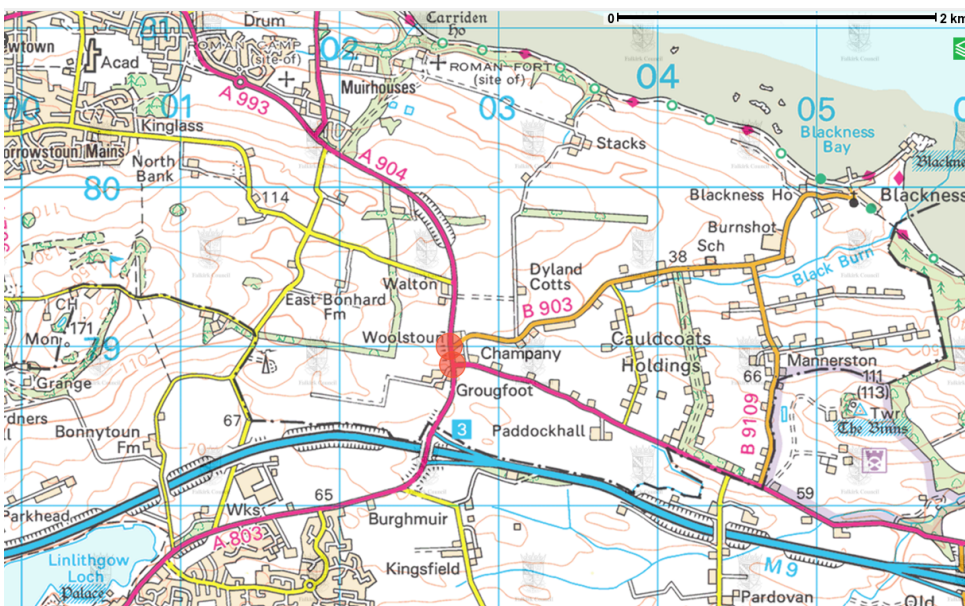 0
2 km
Drum
Carriden
Ho
01
ROMAN CAMP
(site of)
02
Acad
ROMAN FORT
(site of)
Muirhouses
04
00
01
A 993
03
05
Blackness
Bay
Kinglass
Stacks
A 904
North
Bank
80
114
Blackness Ho
Blackness
Burnshot
Sch
38
Black Burn
Dyland
Cotts
Walton
East Bonhard
Fm
B 903
CH
171
Mon
79
Woolstoun
Champany
Cauldcoats
Holdings
Mannerston
Grange
Grougfoot
66
111
(113)
Twr
The Binns
67
3
Paddockhall
B 9109
Bonnytoun
Fm
70
65
59
Parkhead
Wks
Burghmuir
A 803
Linlithgow
Loch
Palace
Kingsfield
M 9
Pardovan
Old